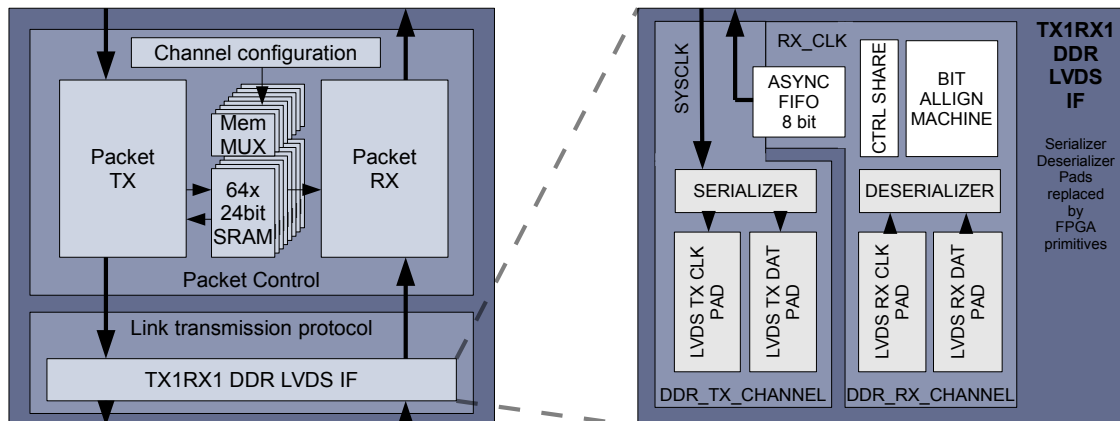 Channel configuration
Packet
TX
Mem
MUX
64x
24bit
SRAM
Packet
RX
Packet Control
Link transmission protocol
TX1RX1 DDR LVDS IF
SYSCLK
RX_CLK
ASYNC
FIFO
8 bit
CTRL SHARE
BIT
ALLIGN
MACHINE
SERIALIZER
DESERIALIZER
LVDS TX CLK
PAD
LVDS TX DAT
PAD
LVDS RX CLK
PAD
LVDS RX DAT
PAD
DDR_TX_CHANNEL
DDR_RX_CHANNEL
TX1RX1
DDR
LVDS
IF
Serializer
Deserializer
Pads
replaced
by
FPGA
primitives